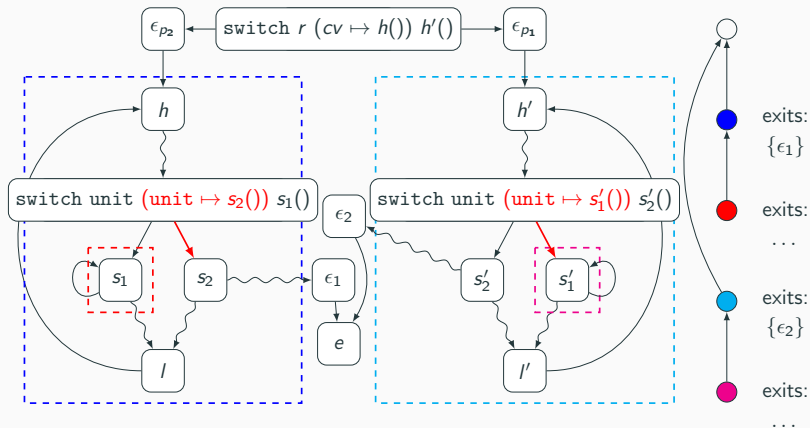 ϵp₂
switch r (cv ↦ h()) h′()
ϵp₁
h
h′
exits:
{ϵ₁}
switch unit (unit ↦ s₂()) s₁()
switch unit (unit ↦ s′₁()) s′₂()
ϵ₂
exits:
...
s₁
s₂
ϵ₁
s′₂
s′₁
exits:
{ϵ₂}
e
l
l′
exits:
...